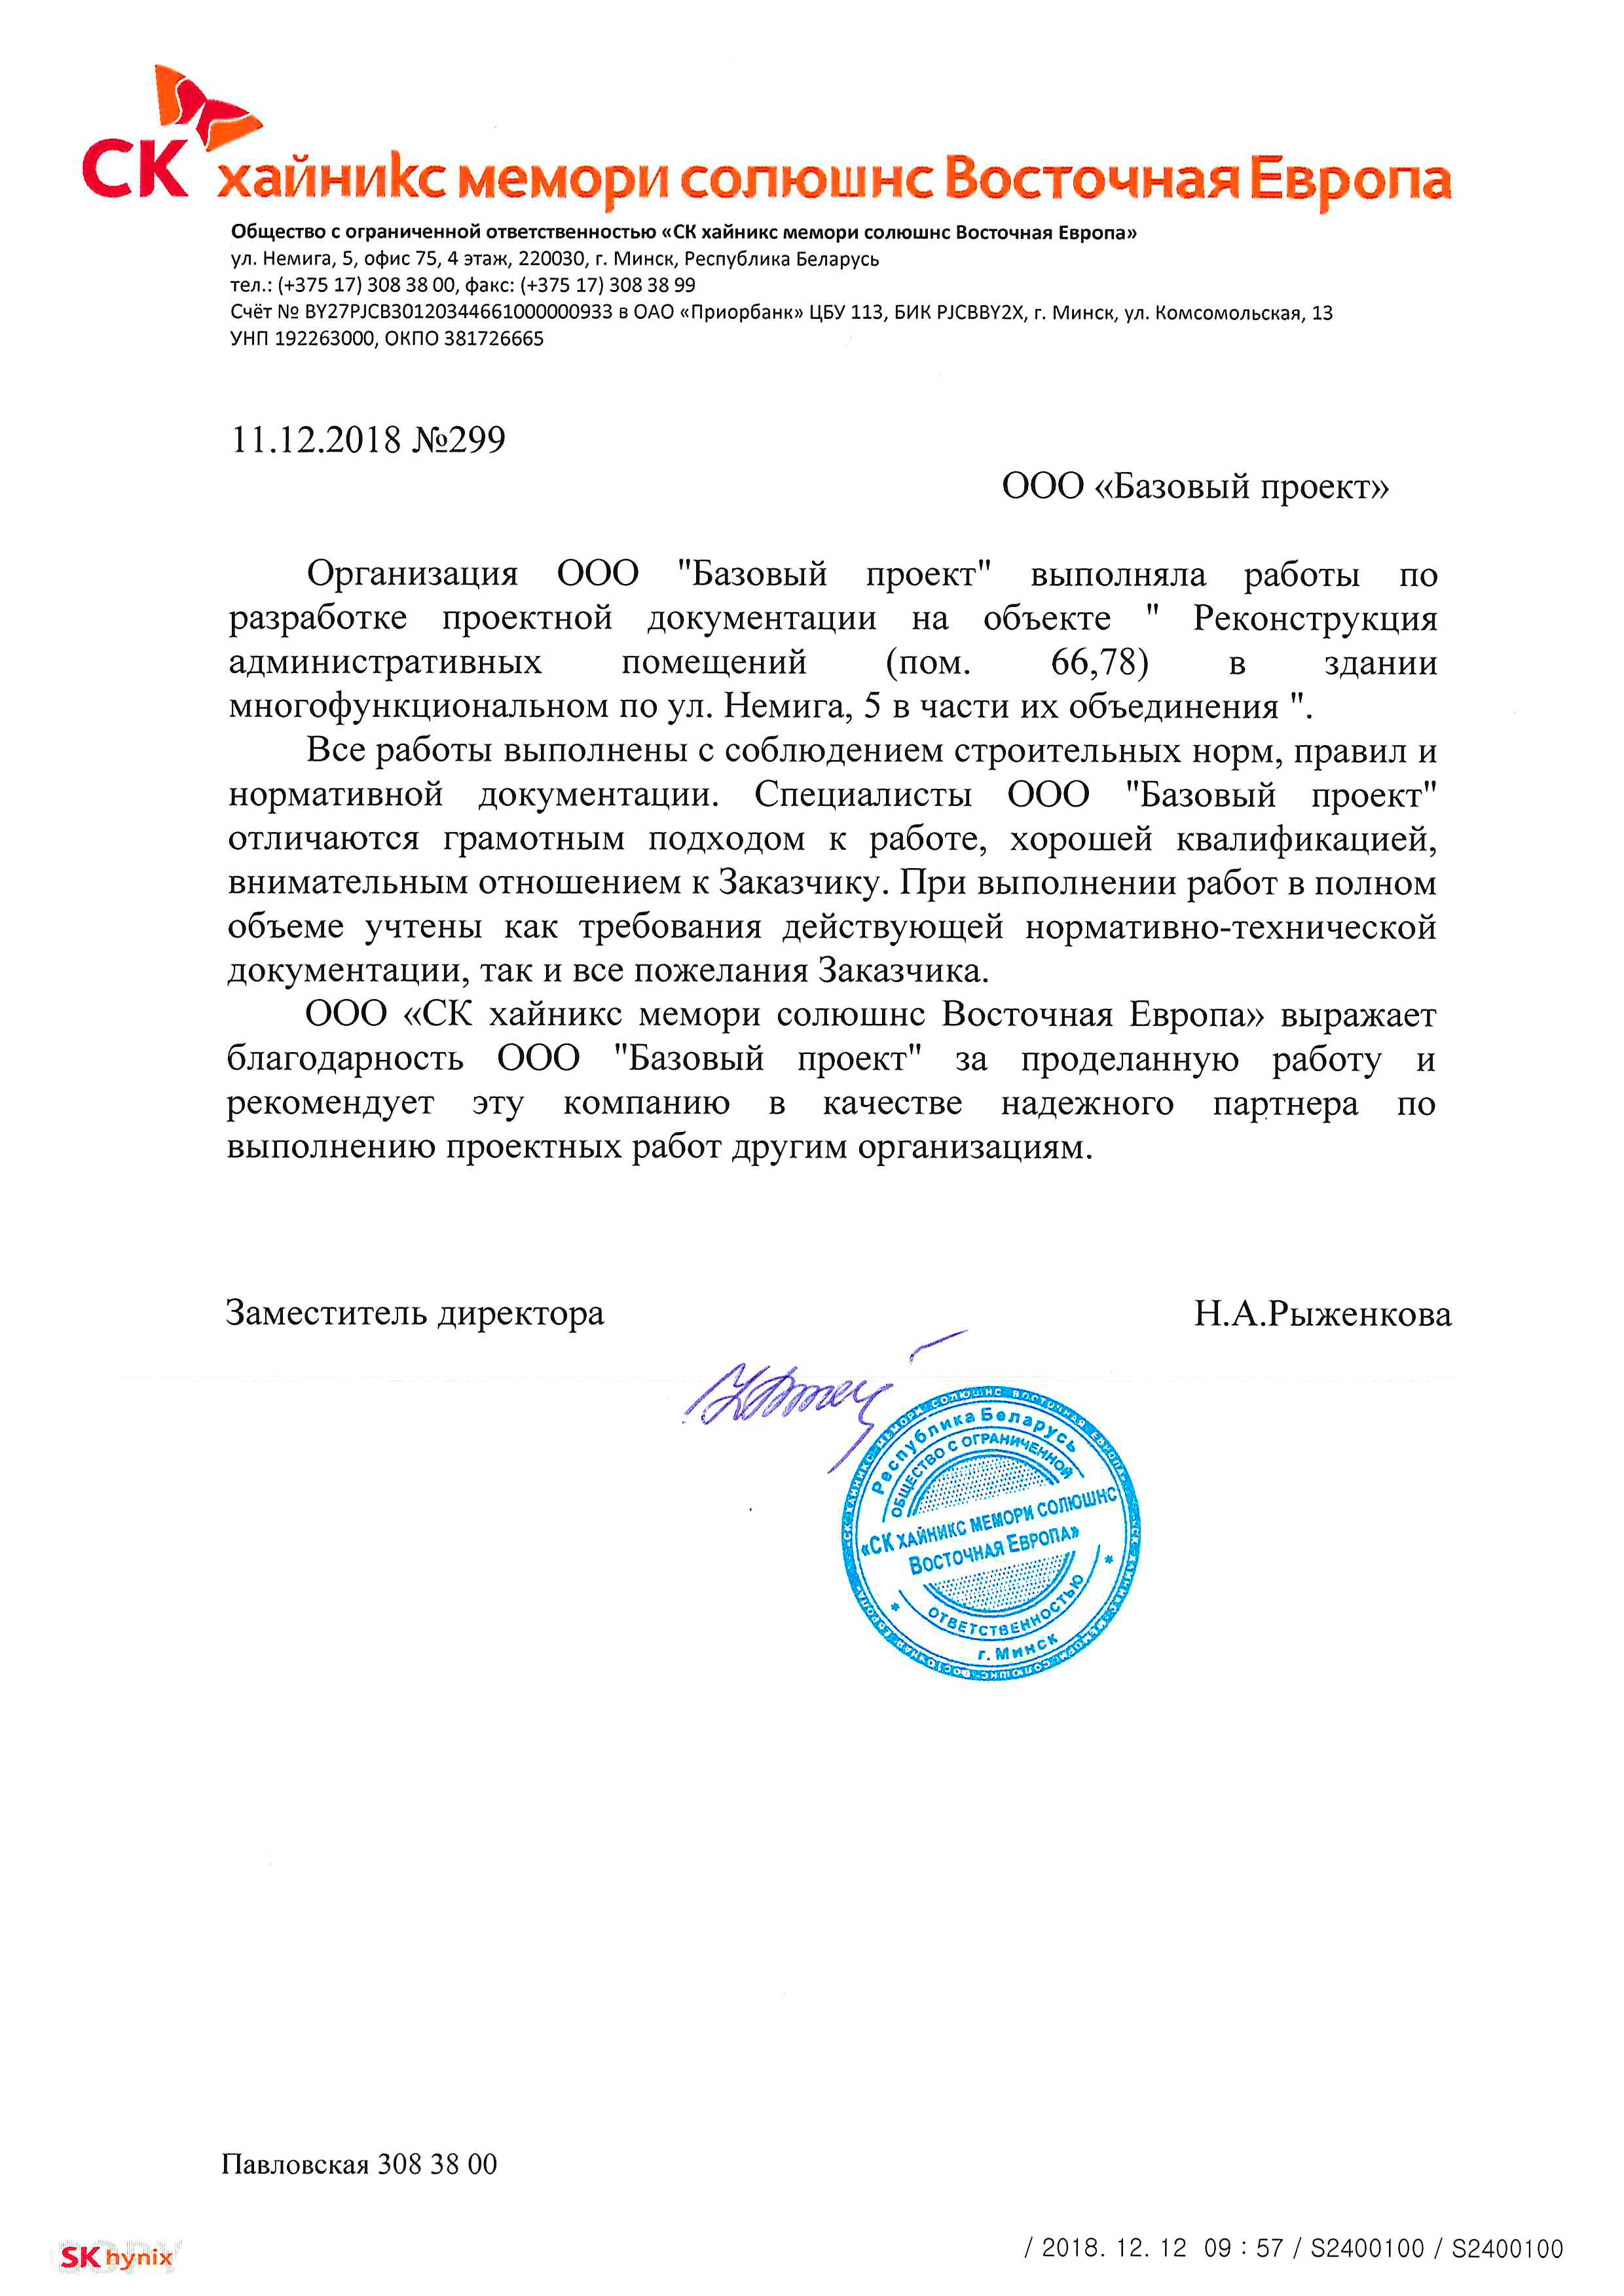 СК хайникс мемори солюшнс Восточная Европа
Общество с ограниченной ответственностью «СК хайникс мемори солюшнс Восточная Европа»
ул. Немига, 5, офис 75, 4 этаж, 220030, г. Минск, Республика Беларусь
тел.: (+375 17) 308 38 00, факс: (+375 17) 308 38 99
Счёт № BY27PJCB30120344661000000933 в ОАО «Приорбанк» ЦБУ 113, БИК PJCBBY2X, г. Минск, ул. Комсомольская, 13
УНП 192263000, ОКПО 381726665
11.12.2018 №299
ООО «Базовый проект»
Организация ООО "Базовый проект" выполняла работы по
разработке проектной документации на объекте " Реконструкция
административных помещений (пом. 66,78) в здании
многофункциональном по ул. Немига, 5 в части их объединения ".
Все работы выполнены с соблюдением строительных норм, правил и
нормативной документации. Специалисты ООО "Базовый проект"
отличаются грамотным подходом к работе, хорошей квалификацией,
внимательным отношением к Заказчику. При выполнении работ в полном
объеме учтены как требования действующей нормативно-технической
документации, так и все пожелания Заказчика.
ООО «СК хайникс мемори солюшнс Восточная Европа» выражает
благодарность ООО "Базовый проект" за проделанную работу и
рекомендует эту компанию в качестве надежного партнера по
выполнению проектных работ другим организациям.
Заместитель директора Н.А.Рыженкова
Республика Беларусь
ОБЩЕСТВО С ОГРАНИЧЕННОЙ
«СК ХАЙНИКС МЕМОРИ СОЛЮШНС
ВОСТОЧНАЯ ЕВРОПА»
ОТВЕТСТВЕННОСТЬЮ
г. Минск
Павловская 308 38 00
SK hynix
/ 2018. 12. 12 09 : 57 / S2400100 / S2400100